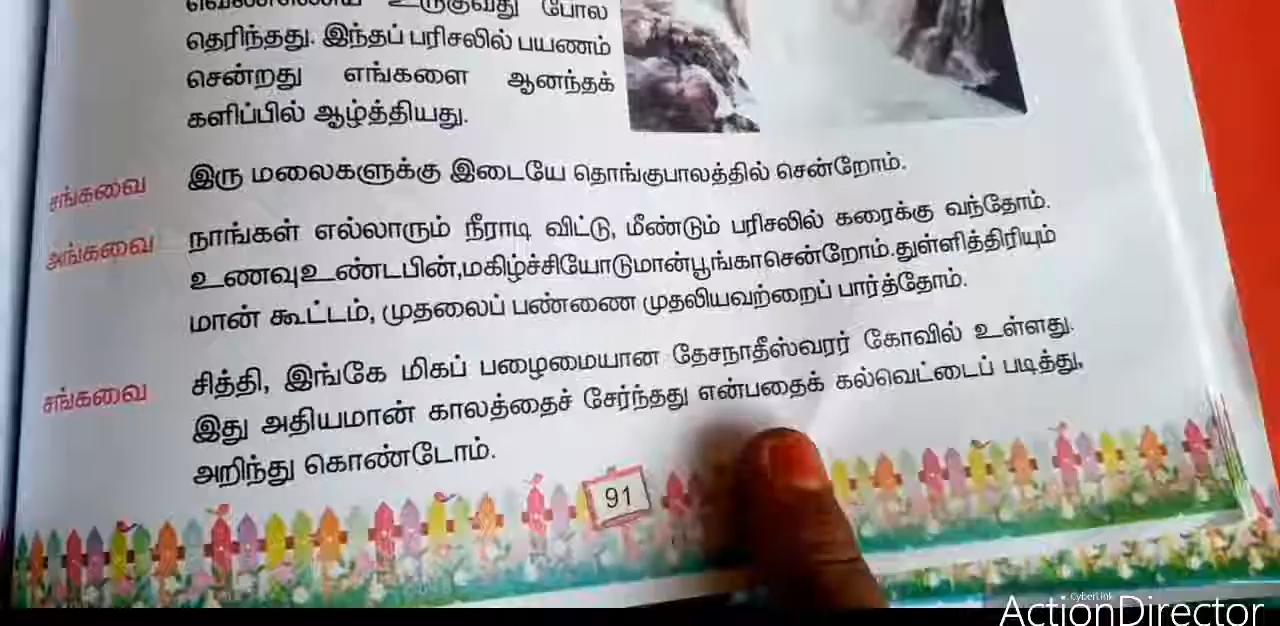 வெண்ணெய் உருகுவது போல
தெரிந்தது. இந்தப் பரிசலில் பயணம்
சென்றது எங்களை ஆனந்தக்
களிப்பில் ஆழ்த்தியது.
சங்கவை இரு மலைகளுக்கு இடையே தொங்குபாலத்தில் சென்றோம்.
அங்கவை நாங்கள் எல்லாரும் நீராடி விட்டு, மீண்டும் பரிசலில் கரைக்கு வந்தோம்.
உணவு உண்டபின், மகிழ்ச்சியோடு மான்பூங்கா சென்றோம். துள்ளித்திரியும்
மான் கூட்டம், முதலைப் பண்ணை முதலியவற்றைப் பார்த்தோம்.
சங்கவை சித்தி, இங்கே மிகப் பழைமையான தேசநாதீஸ்வரர் கோவில் உள்ளது.
இது அதியமான் காலத்தைச் சேர்ந்தது என்பதைக் கல்வெட்டைப் படித்து,
அறிந்து கொண்டோம்.
91
CyberLink
ActionDirector